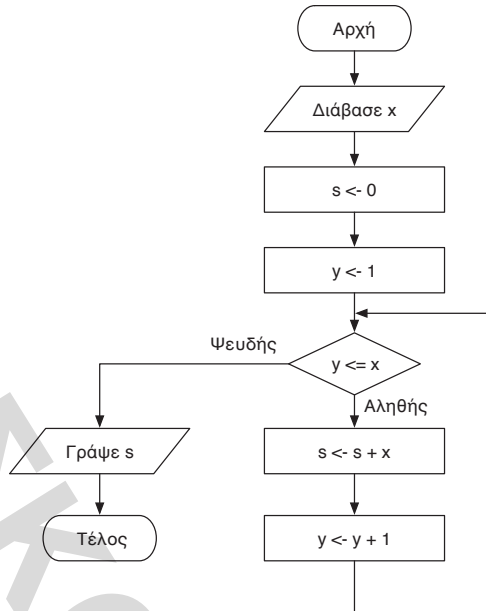 Αρχή
Διάβασε x
s <- 0
y <- 1
y <= x
Ψευδής
Αληθής
Γράψε s
s <- s + x
Τέλος
y <- y + 1